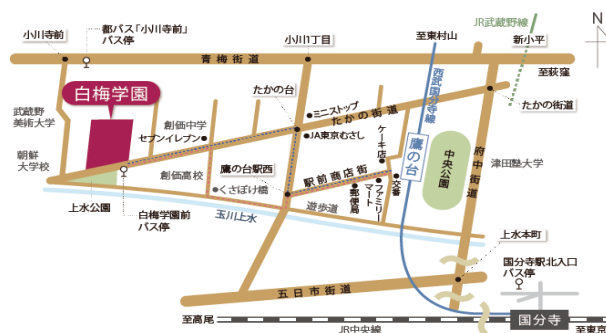 小川寺前
都バス「小川寺前」
バス停
小川1丁目
至東村山
JR武蔵野線
新小平
N
青梅街道
至荻窪
白梅学園
たかの台
ミニストップ
たかの街道
たかの街道
武蔵野
美術大学
創価中学
セブンイレブン
JA東京むさし
西武国分寺線
ケーキ店
鷹の台
中央公園
府中街道
津田塾大学
朝鮮
大学校
創価高校
鷹の台駅西
駅前商店街
交番
くさぼけ橋
郵便局
ファミリー
マート
上水公園
白梅学園前
バス停
玉川上水
遊歩道
上水本町
国分寺駅北入口
バス停
五日市街道
至高尾
JR中央線
国分寺
至東京